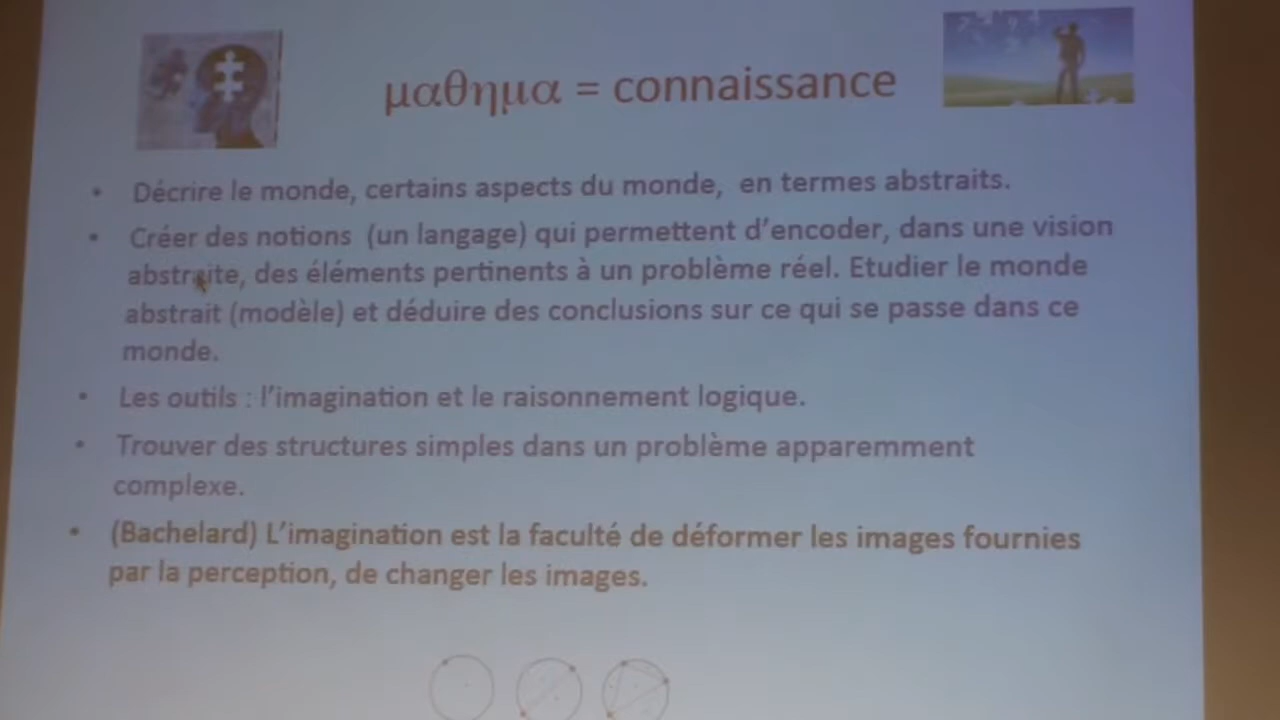 μαθημα = connaissance
• Décrire le monde, certains aspects du monde, en termes abstraits.
• Créer des notions (un langage) qui permettent d’encoder, dans une vision
abstraite, des éléments pertinents à un problème réel. Etudier le monde
abstrait (modèle) et déduire des conclusions sur ce qui se passe dans ce
monde.
• Les outils : l’imagination et le raisonnement logique.
• Trouver des structures simples dans un problème apparemment
complexe.
• (Bachelard) L’imagination est la faculté de déformer les images fournies
par la perception, de changer les images.